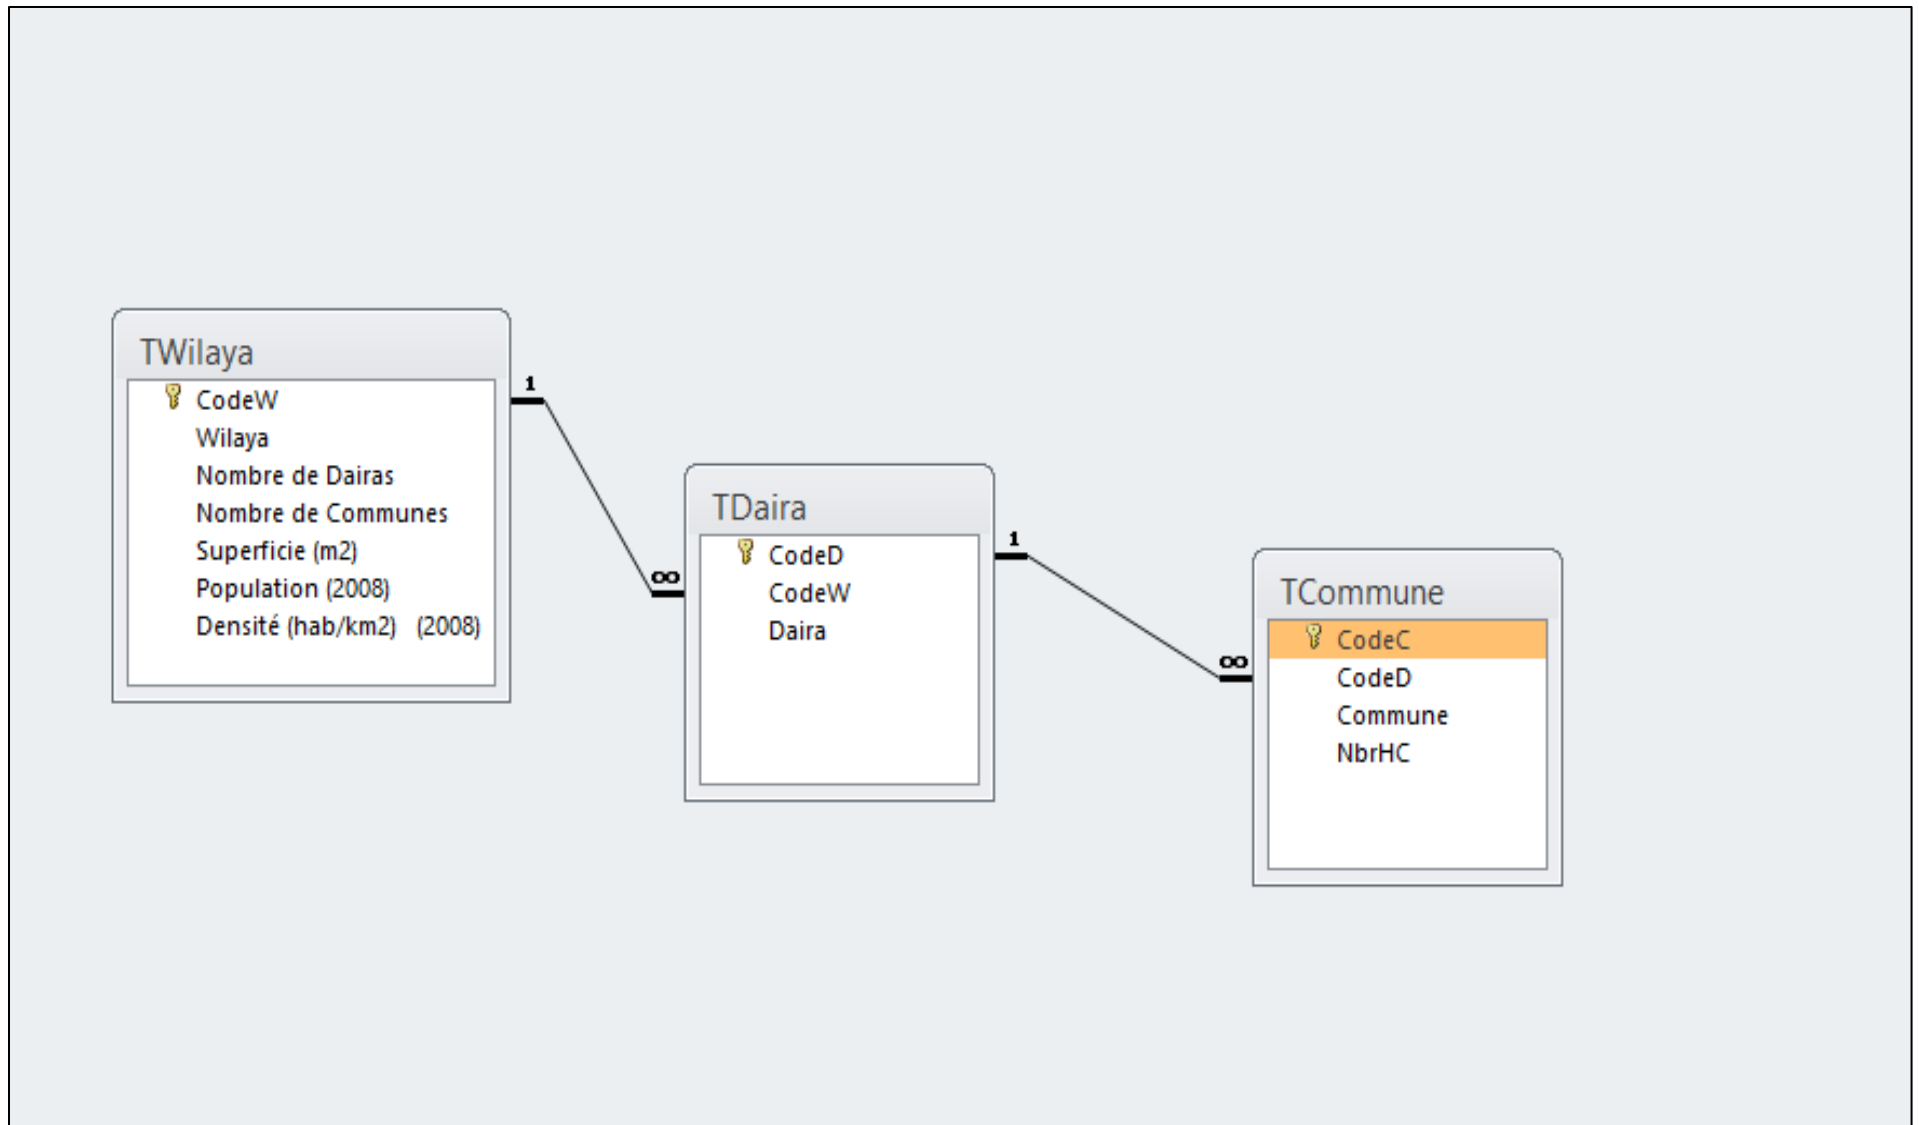 TWilaya
CodeW
Wilaya
Nombre de Dairas
Nombre de Communes
Superficie (m2)
Population (2008)
Densité (hab/km2) (2008)
1
∞
TDaira
CodeD
CodeW
Daira
1
∞
TCommune
CodeC
CodeD
Commune
NbrHC